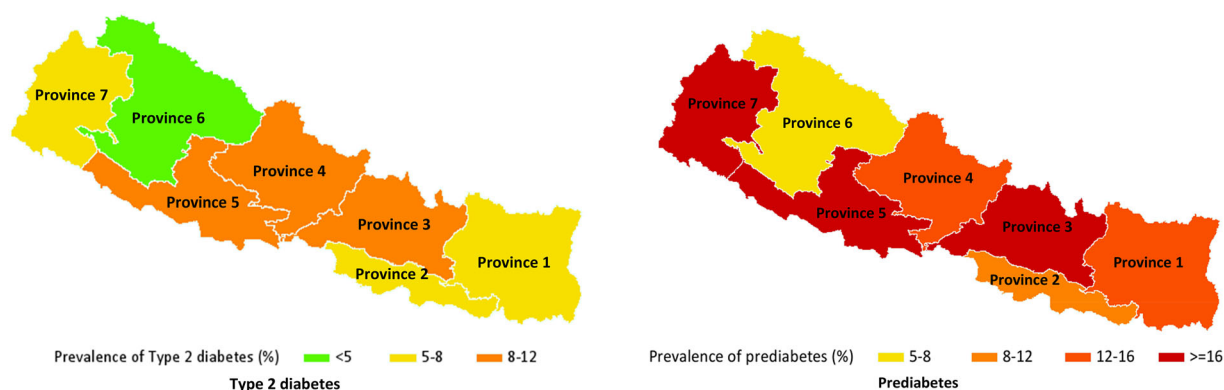 Province 7
Province 6
Province 4
Province 5
Province 3
Province 2
Province 1
Prevalence of Type 2 diabetes (%) <5 5-8 8-12
Type 2 diabetes
Province 7
Province 6
Province 4
Province 5
Province 3
Province 1
Province 2
Prevalence of prediabetes (%) 5-8 8-12 12-16 >=16
Prediabetes